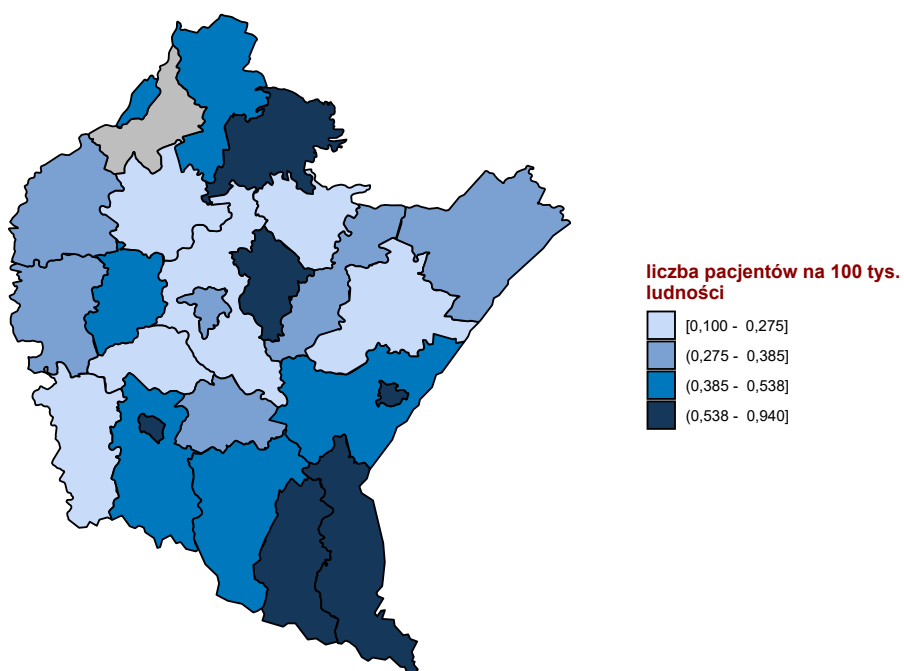 liczba pacjentów na 100 tys.
ludności
[0,100 - 0,275]
(0,275 - 0,385]
(0,385 - 0,538]
(0,538 - 0,940]